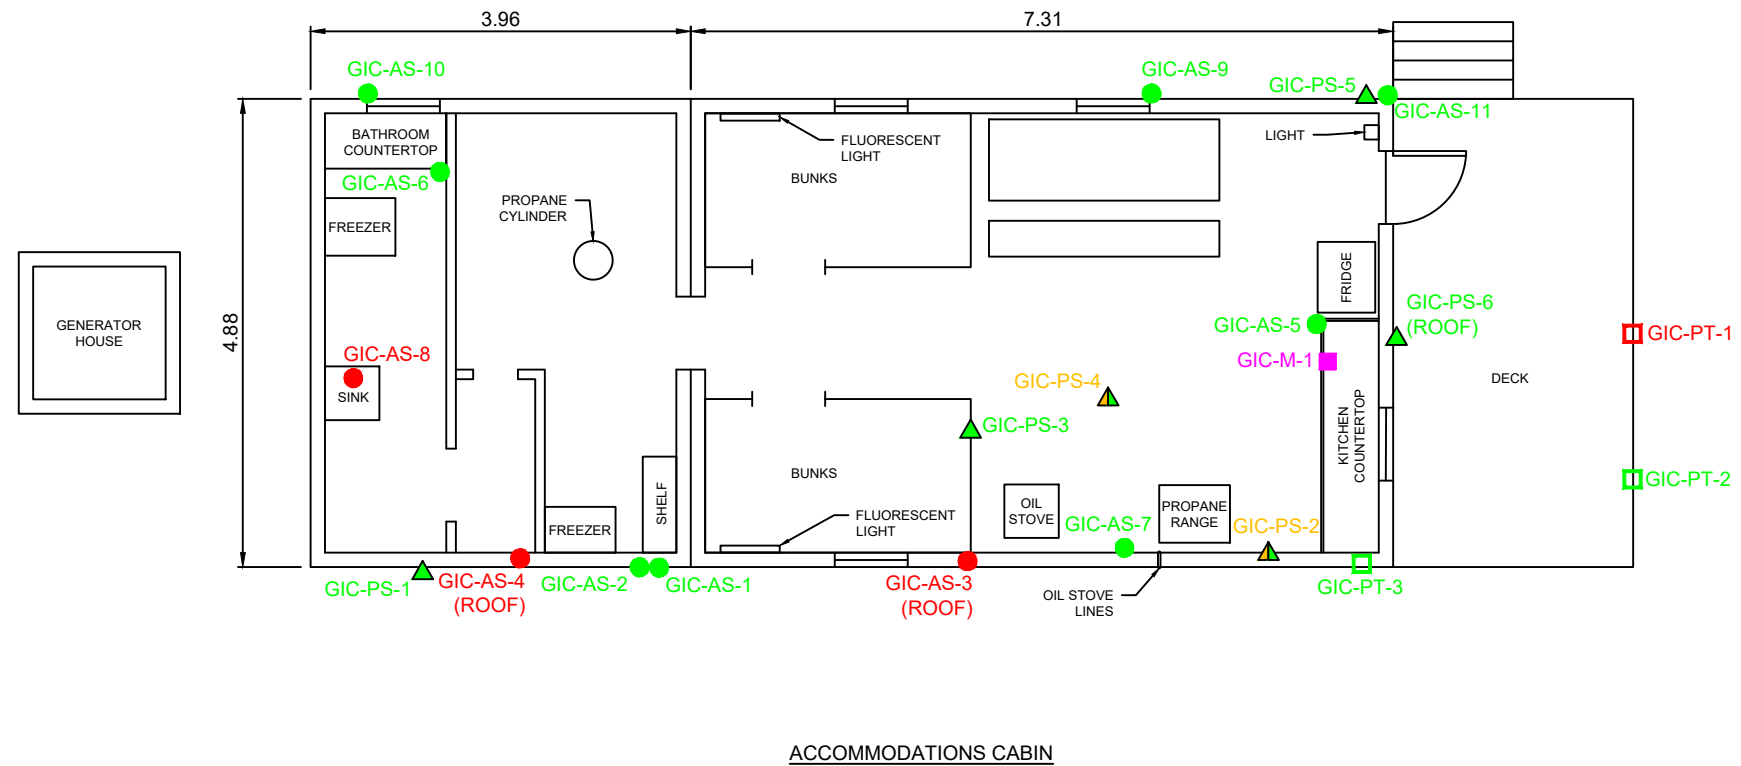 3.96
7.31
GIC-AS-10
GIC-AS-9
GIC-PS-5
GIC-AS-11
BATHROOM
COUNTERTOP
FLUORESCENT
LIGHT
LIGHT
GIC-AS-6
BUNKS
PROPANE
CYLINDER
FREEZER
FRIDGE
GENERATOR
HOUSE
4.88
GIC-AS-5
GIC-PS-6
(ROOF)
GIC-PT-1
GIC-AS-8
SINK
GIC-M-1
GIC-PS-4
DECK
GIC-PS-3
KITCHEN
COUNTERTOP
BUNKS
GIC-PT-2
SHELF
OIL
STOVE
PROPANE
RANGE
FLUORESCENT
LIGHT
GIC-AS-7
GIC-PS-2
FREEZER
GIC-PS-1
GIC-AS-4
(ROOF)
GIC-AS-2
GIC-AS-1
GIC-AS-3
(ROOF)
OIL STOVE
LINES
GIC-PT-3
ACCOMMODATIONS CABIN